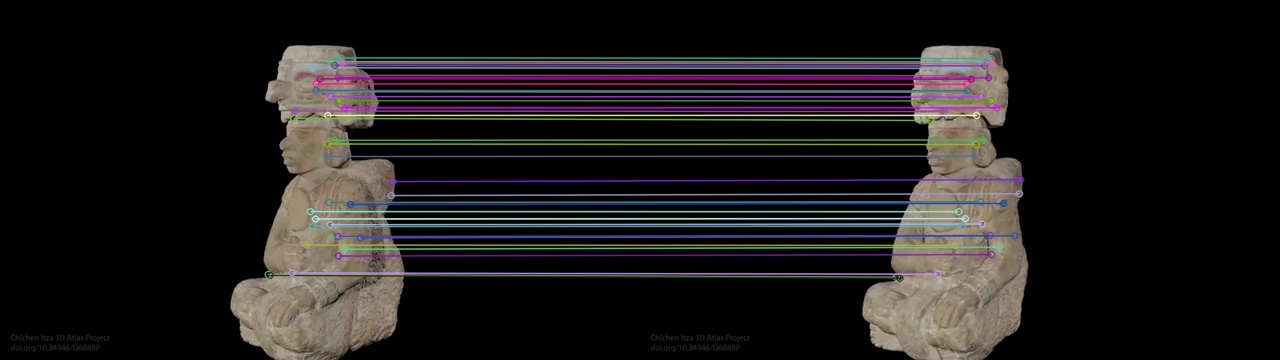 Chichen Itza 3D Atlas Project
doi.org/10.34946/D6B88P
Chichen Itza 3D Atlas Project
doi.org/10.34946/D6B88P